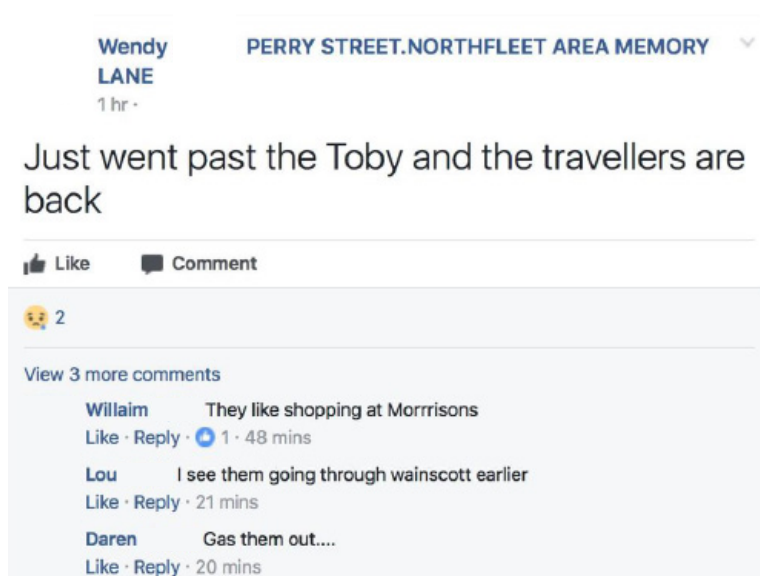 Wendy PERRY STREET.NORTHFLEET AREA MEMORY
LANE
1 hr ·
Just went past the Toby and the travellers are
back
Like Comment
2
View 3 more comments
Willaim They like shopping at Morrrisons
Like · Reply · 1 · 48 mins
Lou I see them going through wainscott earlier
Like · Reply · 21 mins
Daren Gas them out....
Like · Reply · 20 mins